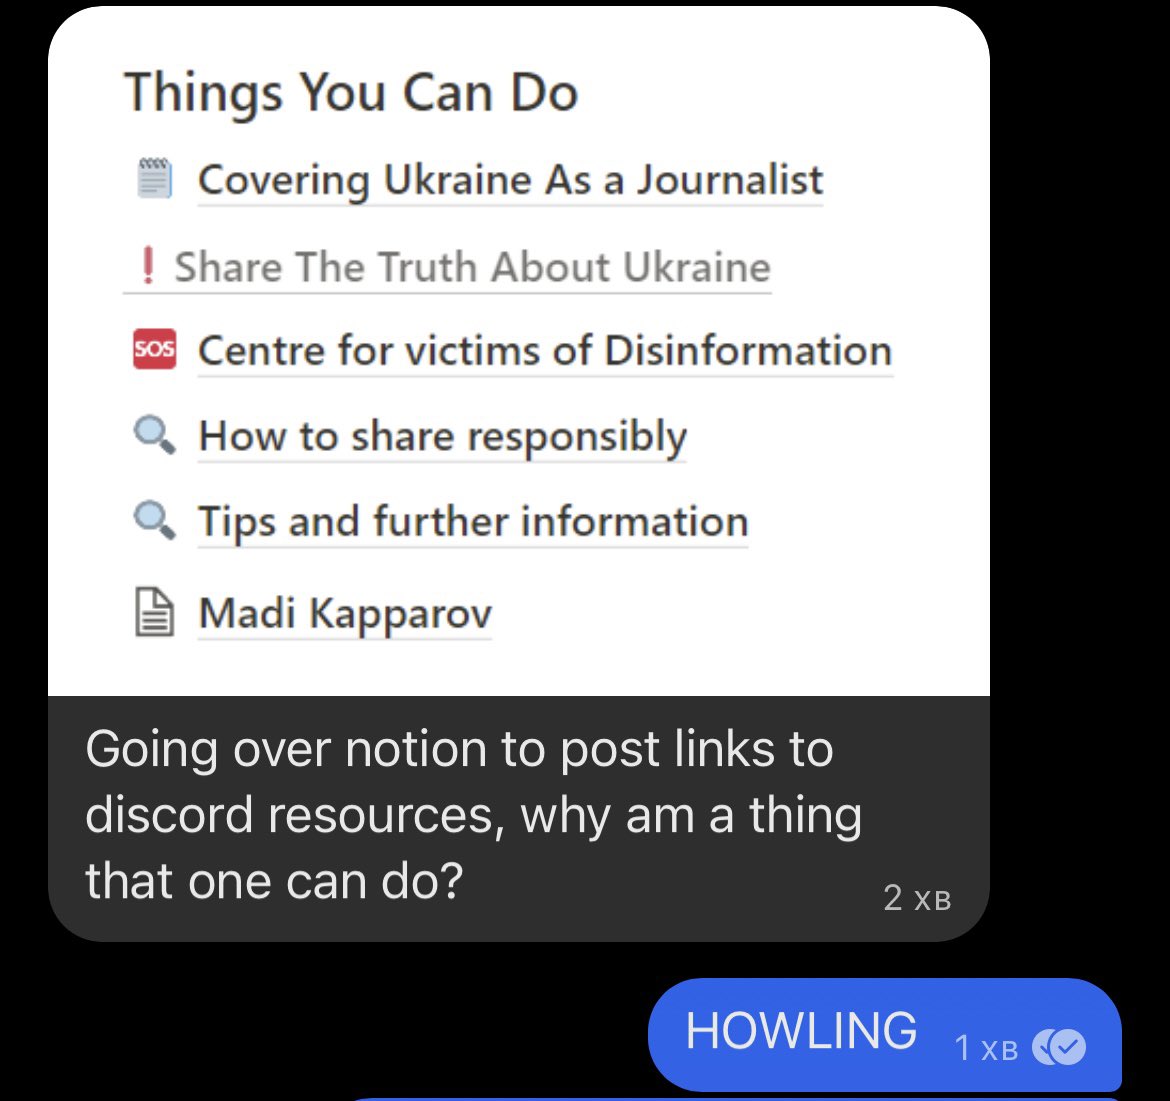 Things You Can Do
Covering Ukraine As a Journalist
❗Share The Truth About Ukraine
SOS Centre for victims of Disinformation
How to share responsibly
Tips and further information
Madi Kapparov
Going over notion to post links to
discord resources, why am a thing
that one can do?
2 хв
HOWLING
1 хв